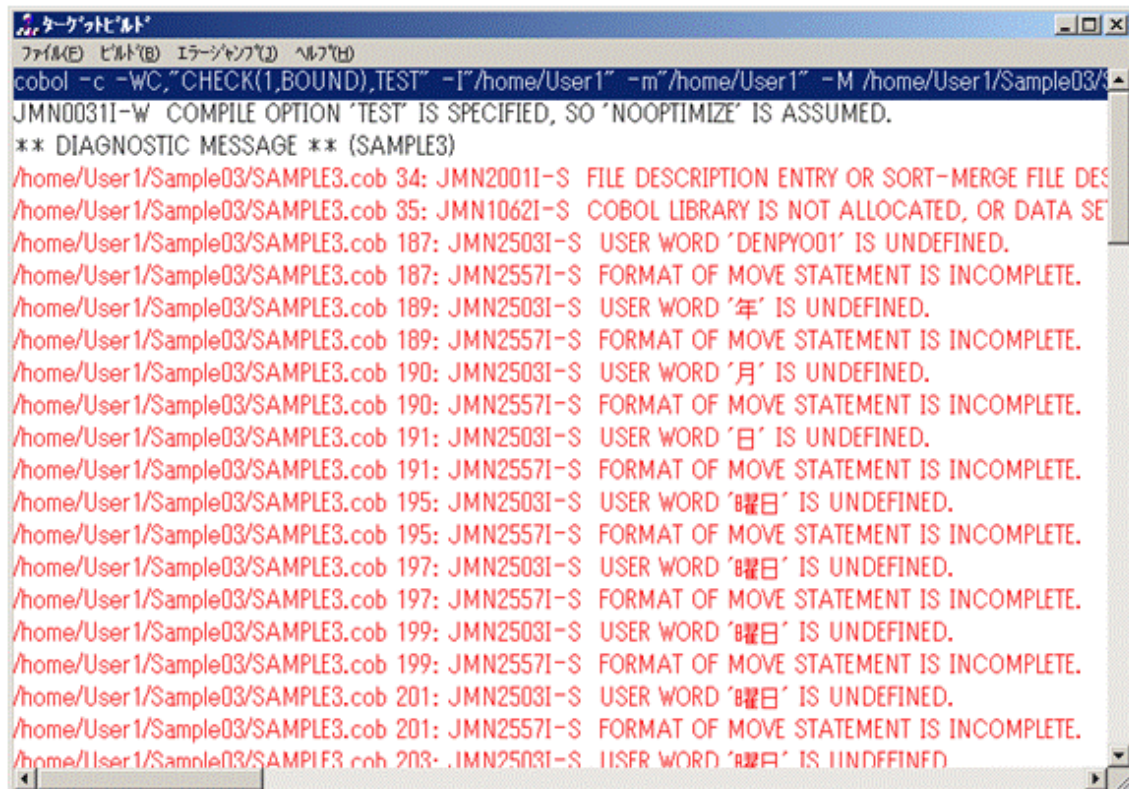 ターゲットビルド
ファイル(F) ビルド(B) エラージャンプ(J) ヘルプ(H)
cobol -c -WC,"CHECK(1,BOUND),TEST" -I"/home/User1" -m"/home/User1" -M /home/User1/Sample03/S
JMN0031I-W COMPILE OPTION 'TEST' IS SPECIFIED, SO 'NOOPTIMIZE' IS ASSUMED.
** DIAGNOSTIC MESSAGE ** (SAMPLE3)
/home/User1/Sample03/SAMPLE3.cob 34: JMN2001I-S FILE DESCRIPTION ENTRY OR SORT-MERGE FILE DES
/home/User1/Sample03/SAMPLE3.cob 35: JMN1062I-S COBOL LIBRARY IS NOT ALLOCATED, OR DATA SE
/home/User1/Sample03/SAMPLE3.cob 187: JMN2503I-S USER WORD 'DENPYO01' IS UNDEFINED.
/home/User1/Sample03/SAMPLE3.cob 187: JMN2557I-S FORMAT OF MOVE STATEMENT IS INCOMPLETE.
/home/User1/Sample03/SAMPLE3.cob 189: JMN2503I-S USER WORD '年' IS UNDEFINED.
/home/User1/Sample03/SAMPLE3.cob 189: JMN2557I-S FORMAT OF MOVE STATEMENT IS INCOMPLETE.
/home/User1/Sample03/SAMPLE3.cob 190: JMN2503I-S USER WORD '月' IS UNDEFINED.
/home/User1/Sample03/SAMPLE3.cob 190: JMN2557I-S FORMAT OF MOVE STATEMENT IS INCOMPLETE.
/home/User1/Sample03/SAMPLE3.cob 191: JMN2503I-S USER WORD '日' IS UNDEFINED.
/home/User1/Sample03/SAMPLE3.cob 191: JMN2557I-S FORMAT OF MOVE STATEMENT IS INCOMPLETE.
/home/User1/Sample03/SAMPLE3.cob 195: JMN2503I-S USER WORD '曜日' IS UNDEFINED.
/home/User1/Sample03/SAMPLE3.cob 195: JMN2557I-S FORMAT OF MOVE STATEMENT IS INCOMPLETE.
/home/User1/Sample03/SAMPLE3.cob 197: JMN2503I-S USER WORD '曜日' IS UNDEFINED.
/home/User1/Sample03/SAMPLE3.cob 197: JMN2557I-S FORMAT OF MOVE STATEMENT IS INCOMPLETE.
/home/User1/Sample03/SAMPLE3.cob 199: JMN2503I-S USER WORD '曜日' IS UNDEFINED.
/home/User1/Sample03/SAMPLE3.cob 199: JMN2557I-S FORMAT OF MOVE STATEMENT IS INCOMPLETE.
/home/User1/Sample03/SAMPLE3.cob 201: JMN2503I-S USER WORD '曜日' IS UNDEFINED.
/home/User1/Sample03/SAMPLE3.cob 201: JMN2557I-S FORMAT OF MOVE STATEMENT IS INCOMPLETE.
/home/User1/Sample03/SAMPLE3.cob 203: JMN2503I-S USER WORD '曜日' IS UNDEFINED